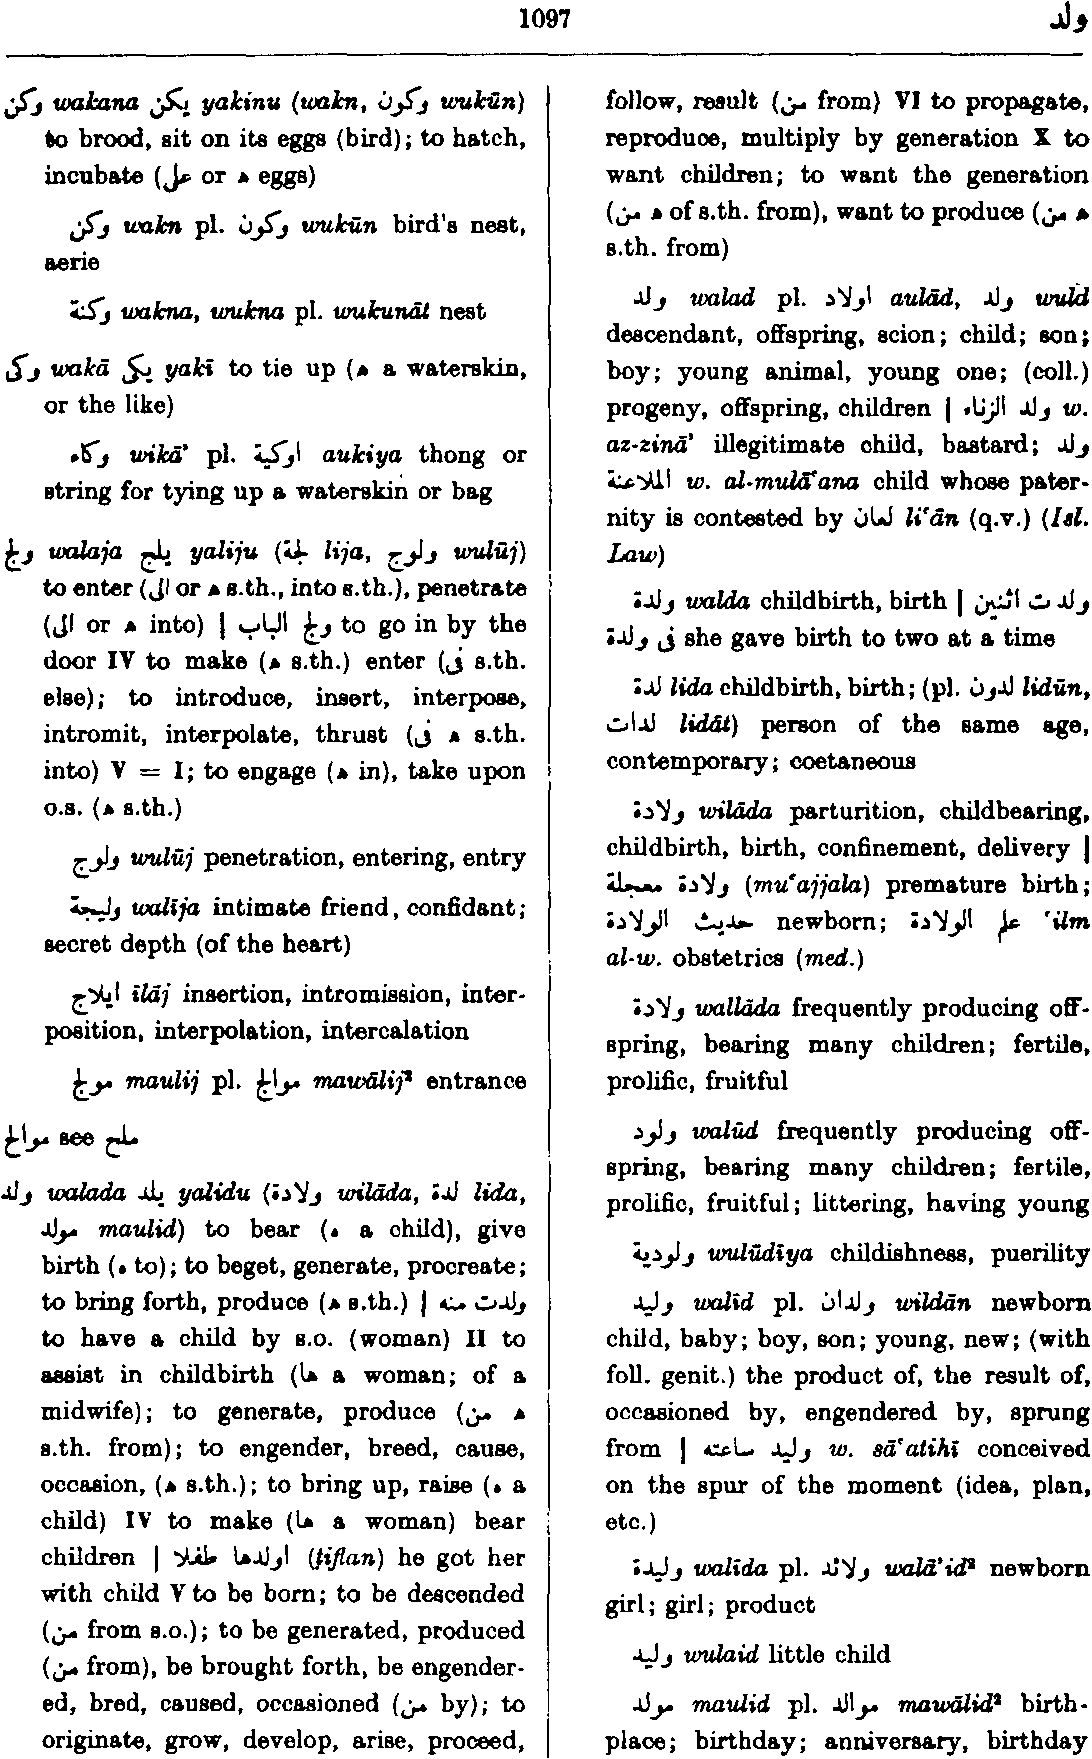 1097
ولد
وكن wakana يكن yakinu (wakn, وكون wukūn)
to brood, sit on its eggs (bird); to hatch,
incubate (على or ه eggs)
وكن wakn pl. وكون wukūn bird's nest,
aerie
وكنة wakna, wukna pl. wukunāt nest
وكى wakā يكى yakī to tie up (ه a waterskin,
or the like)
وكاء wikā' pl. اوكية aukiya thong or
string for tying up a waterskin or bag
ولج walaja يلج yaliju (لجة lija, ولوج wulūj)
to enter (الى or ه s.th., into s.th.), penetrate
(الى or ه into) | ولج الباب to go in by the
door IV to make (ه s.th.) enter (فى s.th.
else); to introduce, insert, interpose,
intromit, interpolate, thrust (ه فى s.th.
into) V = I; to engage (ه in), take upon
o.s. (ه s.th.)
ولوج wulūj penetration, entering, entry
وليجة walīja intimate friend, confidant;
secret depth (of the heart)
ايلاج īlāj insertion, intromission, inter-
position, interpolation, intercalation
مولج maulij pl. موالج mawālij² entrance
موالح see ملح
ولد walada يلد yalidu (ولادة wilāda, لدة lida,
مولد maulid) to bear (ه a child), give
birth (ه to); to beget, generate, procreate;
to bring forth, produce (ه s.th.) | ولدت منه
to have a child by s.o. (woman) II to
assist in childbirth (ها a woman; of a
midwife); to generate, produce (ه من
s.th. from); to engender, breed, cause,
occasion, (ه s.th.); to bring up, raise (ه a
child) IV to make (ها a woman) bear
children | اولدها طفلا (ṭiflan) he got her
with child V to be born; to be descended
(من from s.o.); to be generated, produced
(من from), be brought forth, be engender-
ed, bred, caused, occasioned (من by); to
originate, grow, develop, arise, proceed,
follow, result (من from) VI to propagate,
reproduce, multiply by generation X to
want children; to want the generation
(ه من of s.th. from), want to produce (ه من
s.th. from)
ولد walad pl. اولاد aulād, ولد wuld
descendant, offspring, scion; child; son;
boy; young animal, young one; (coll.)
progeny, offspring, children | ولد الزناء w.
az-zinā' illegitimate child, bastard; ولد
الملاعنة w. al-mulā‘ana child whose pater-
nity is contested by لعان li‘ān (q.v.) (Isl.
Law)
ولدة walda childbirth, birth | ولدت اثنين
فى ولدة she gave birth to two at a time
لدة lida childbirth, birth; (pl. لدون lidūn,
لدات lidāt) person of the same age,
contemporary; coetaneous
ولادة wilāda parturition, childbearing,
childbirth, birth, confinement, delivery |
ولادة معجلة (mu‘ajjala) premature birth;
حديث الولادة newborn; علم الولادة ‘ilm
al-w. obstetrics (med.)
ولادة wallāda frequently producing off-
spring, bearing many children; fertile,
prolific, fruitful
ولود walūd frequently producing off-
spring, bearing many children; fertile,
prolific, fruitful; littering, having young
ولودية wulūdīya childishness, puerility
وليد walīd pl. ولدان wildān newborn
child, baby; boy, son; young, new; (with
foll. genit.) the product of, the result of,
occasioned by, engendered by, sprung
from | وليد ساعته w. sā‘atihī conceived
on the spur of the moment (idea, plan,
etc.)
وليدة walīda pl. ولائد walā'id² newborn
girl; girl; product
وليد wulaid little child
مولد maulid pl. موالد mawālid² birth-
place; birthday; anniversary, birthday